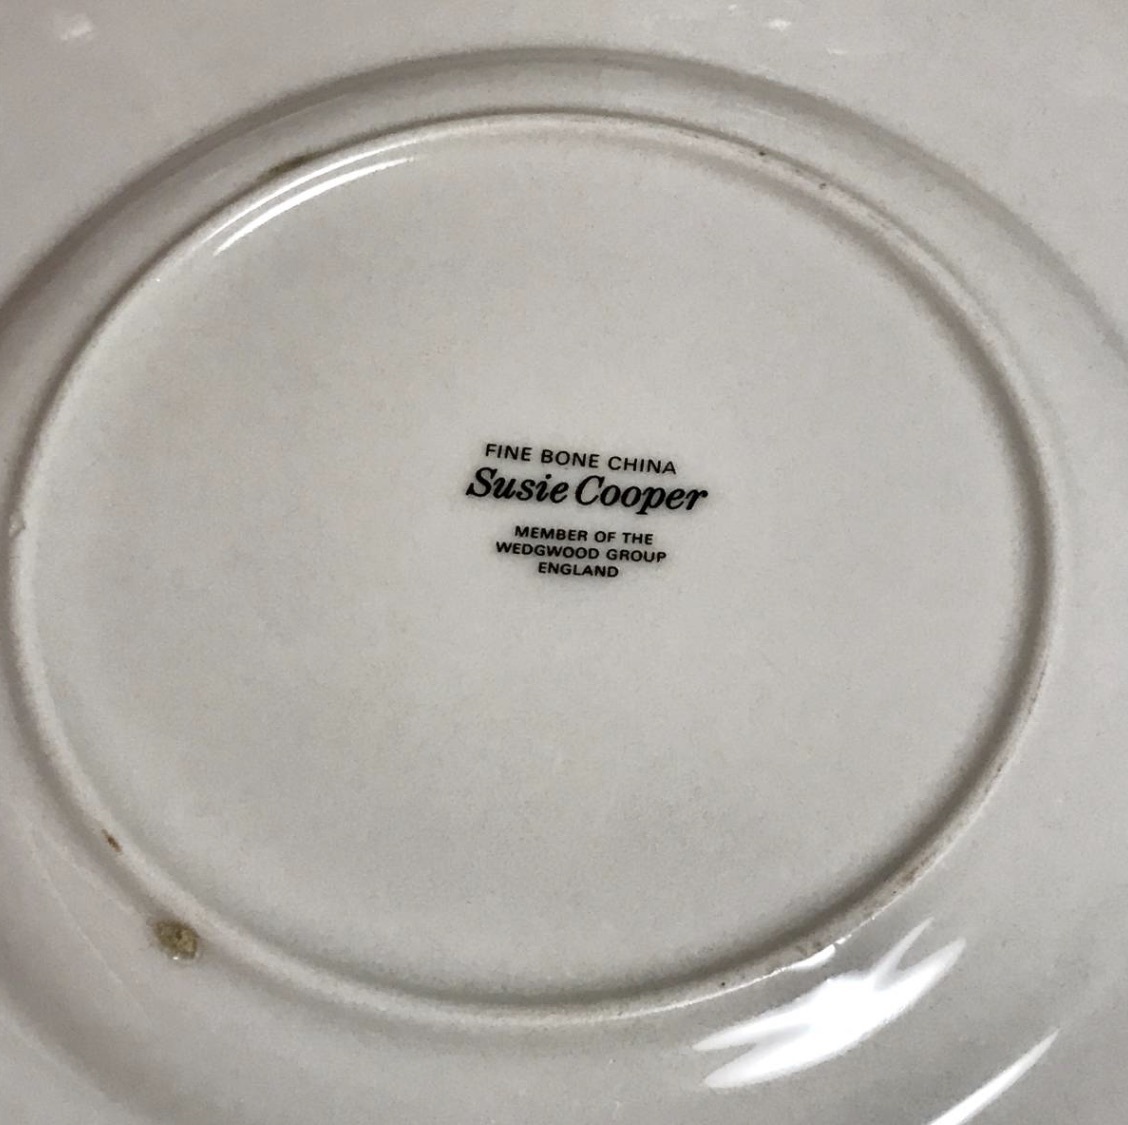 FINE BONE CHINA
Susie Cooper
MEMBER OF THE
WEDGWOOD GROUP
ENGLAND